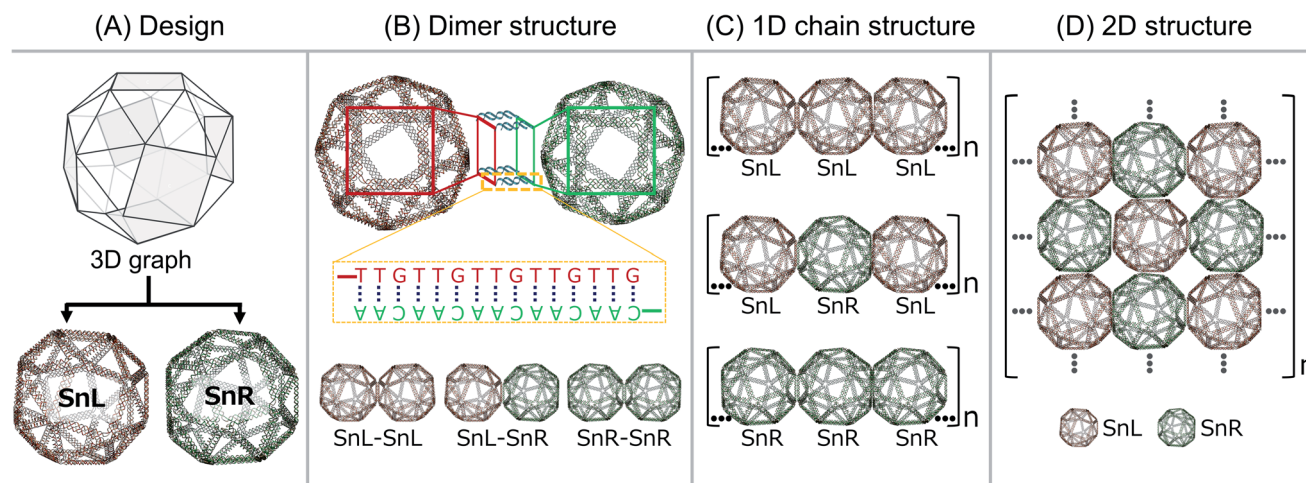 (A) Design
(B) Dimer structure
(C) 1D chain structure
(D) 2D structure
3D graph
SnL
SnR
TTGTTGTTGTTGTTG
AACAACAACAACAAC
SnL-SnL
SnL-SnR
SnR-SnR
n
SnL
SnL
SnL
n
SnL
SnR
SnL
n
SnR
SnR
SnR
n
SnL
SnR